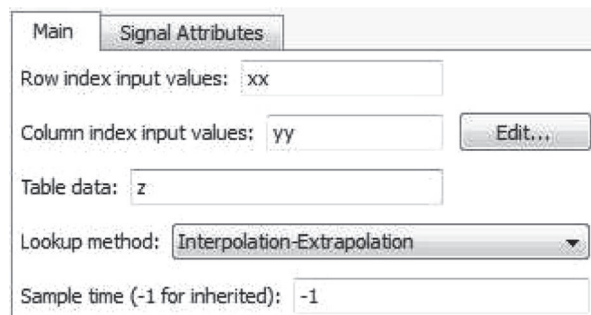 Main Signal Attributes
Row index input values: xx
Column index input values: yy Edit...
Table data: z
Lookup method: Interpolation-Extrapolation
Sample time (-1 for inherited): -1